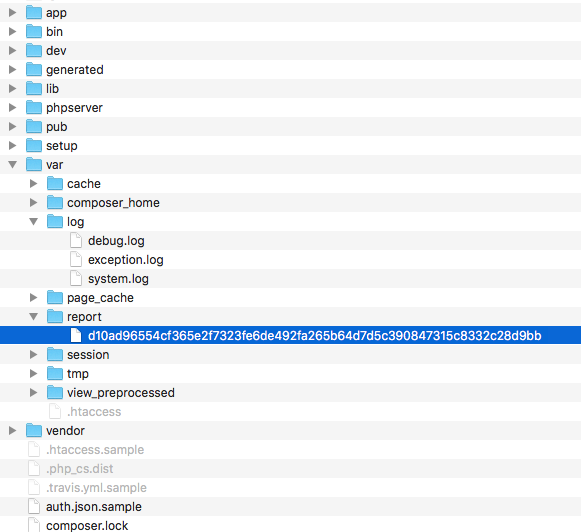 app
bin
dev
generated
lib
phpserver
pub
setup
var
cache
composer_home
log
debug.log
exception.log
system.log
page_cache
report
d10ad96554cf365e2f7323fe6de492fa265b64d7d5c390847315c8332c28d9bb
session
tmp
view_preprocessed
.htaccess
vendor
.htaccess.sample
.php_cs.dist
.travis.yml.sample
auth.json.sample
composer.lock